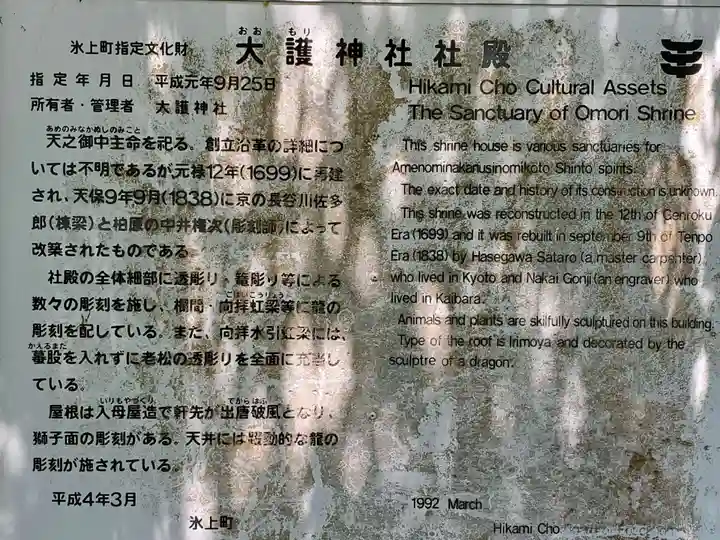 氷上町指定文化財
おお もり
大護神社社殿
指定年月日 平成元年9月25日
所有者・管理者 大護神社
あめのみなかぬしのみこと
天之御中主命を祀る。創立沿革の詳細につ
いては不明であるが元禄12年(1699)に再建
され、天保9年9月(1838)に京の長谷川佐多
郎(棟梁)と柏原の中井権次(彫刻師)によって
改築されたものである。
社殿の全体細部に透彫り、籠彫り等による
数々の彫刻を施し、欄間・向拝虹梁等に龍の
彫刻を配している。また、向拝水引虹梁には、
かえるまた
蟇股を入れずに老松の透彫りを全面に充当し
ている。
いりもやづくり でからはふ
屋根は入母屋造で軒先が出唐破風となり、
獅子面の彫刻がある。天井には躍動的な龍の
彫刻が施されている。
平成4年3月
氷上町
Hikami Cho Cultural Assets
The Sanctuary of Omori Shrine
This shrine house is various sanctuaries for
Amenominakanusinomikoto Shinto spirits.
The exact date and history of its construction is unknown.
This shrine was reconstructed in the 12th of Genroku
Era (1699) and it was rebuilt in september 9th of Tenpo
Era (1838) by Hasegawa Sataro (a master carpenter)
who lived in Kyoto and Nakai Gonji (an engraver) who
lived in Kaibara.
Animals and plants are skilfully sculptured on this building.
Type of the roof is Irimoya and decorated by the
sculptre of a dragon.
1992 March
Hikami Cho